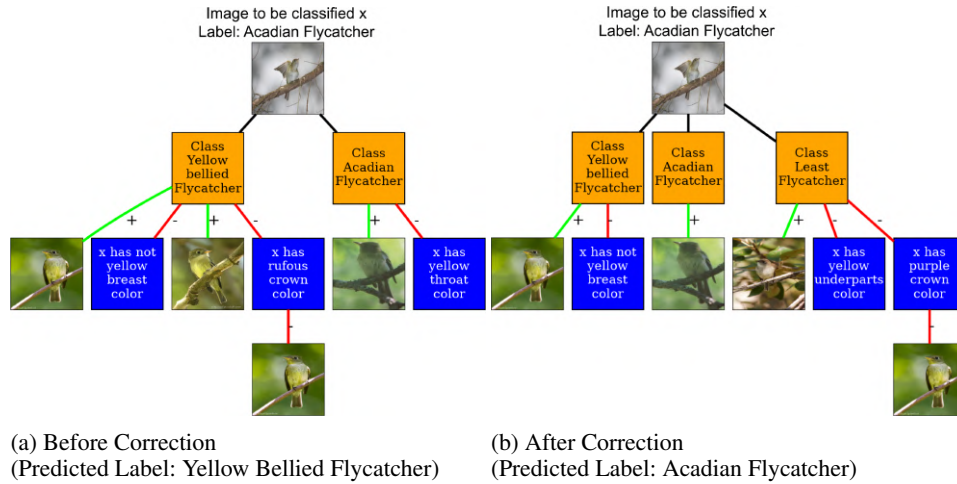 Image to be classified x
Label: Acadian Flycatcher
Class
Yellow
bellied
Flycatcher
Class
Acadian
Flycatcher
+
-
+
-
+
-
x has not
yellow
breast
color
x has
rufous
crown
color
x has
yellow
throat
color
-
(a) Before Correction
(Predicted Label: Yellow Bellied Flycatcher)
Image to be classified x
Label: Acadian Flycatcher
Class
Yellow
bellied
Flycatcher
Class
Acadian
Flycatcher
Class
Least
Flycatcher
+
-
+
+
-
-
x has not
yellow
breast
color
x has
yellow
underparts
color
x has
purple
crown
color
-
(b) After Correction
(Predicted Label: Acadian Flycatcher)